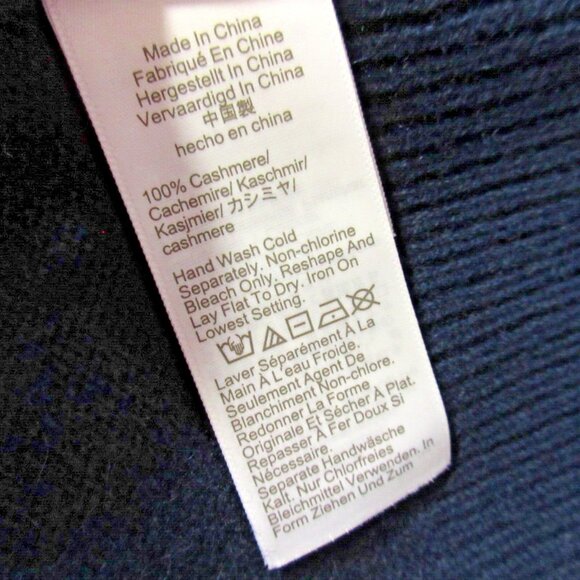 Made In China
Fabriqué En Chine
Hergestellt In China
Vervaardigd In China
中国製
hecho en china
100% Cashmere/
Cachemire/ Kaschmir/
Kasjmier/ カシミヤ/
cashmere
Hand Wash Cold
Separately. Non-chlorine
Bleach Only. Reshape And
Lay Flat To Dry. Iron On
Lowest Setting.
Laver Séparément À La
Main À L'eau Froide.
Seulement Agent De
Blanchiment Non-chlore.
Redonner La Forme
Originale Et Sécher À Plat.
Repasser À Fer Doux Si
Nécessaire.
Separate Handwäsche
Kalt. Nur Chlorfreies
Bleichmittel Verwenden. In
Form Ziehen Und Zum